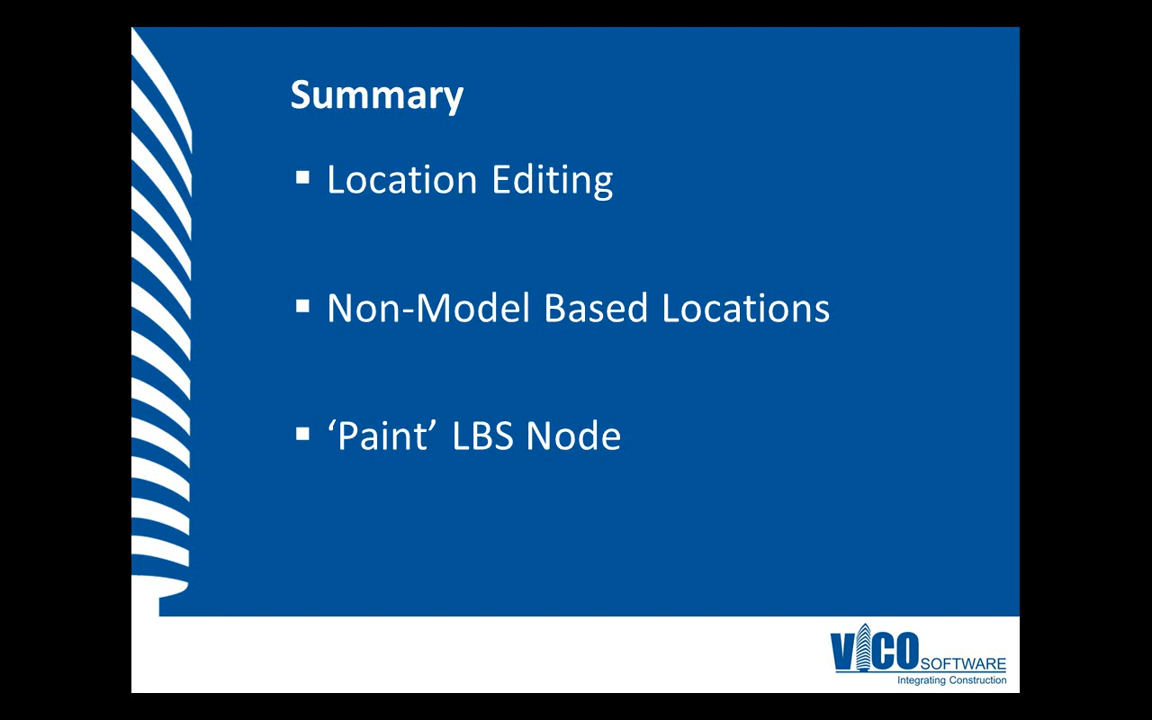 Summary
▪ Location Editing
▪ Non-Model Based Locations
▪ ‘Paint’ LBS Node
VICO SOFTWARE
Integrating Construction